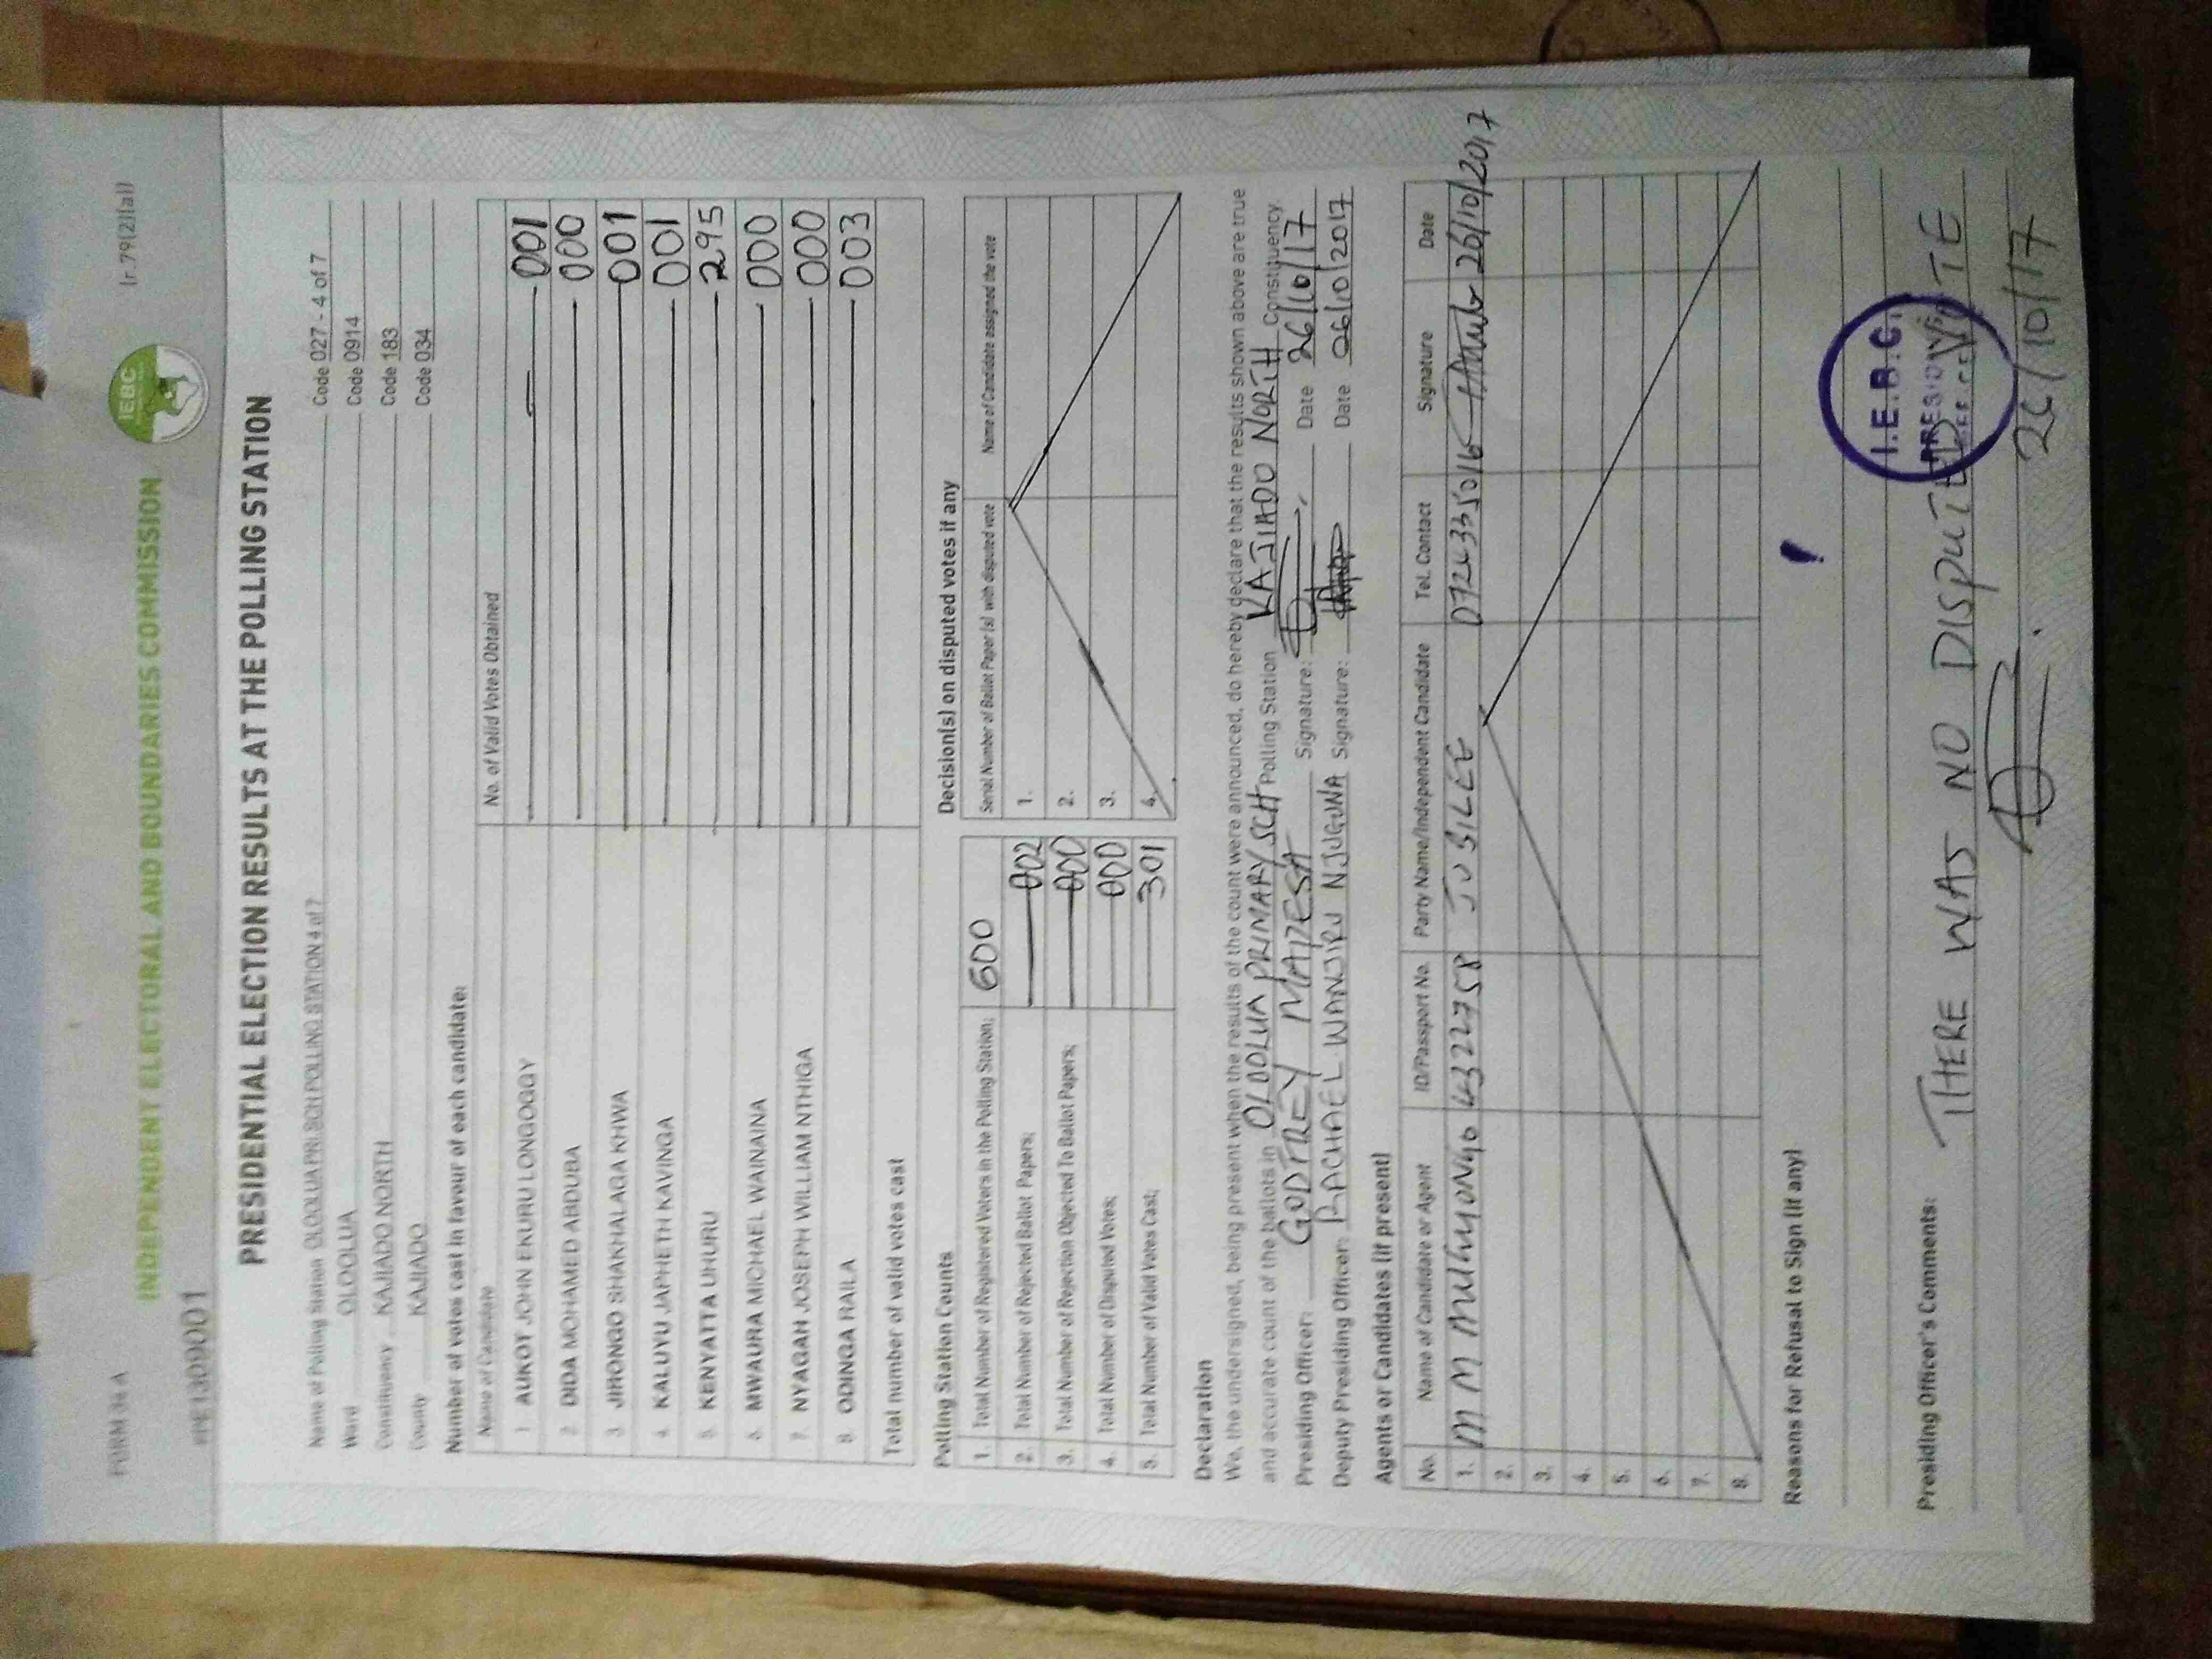 FORM 34 A
(r.79(2)(a))
INDEPENDENT ELECTORAL AND BOUNDARIES COMMISSION
IEBC
PRESIDENTIAL ELECTION RESULTS AT THE POLLING STATION
Name of Polling Station OLOOLUA PRI SCH POLLING STATION 4 of 7 Code 027 - 4 of 7
Ward OLOOLUA Code 0914
Constituency KAJIADO NORTH Code 183
County KAJIADO Code 034
Number of votes cast in favour of each candidate:
Name of Candidate No. of Valid Votes Obtained
1 AUKOT JOHN EKURU LONGOGGY 001
2 DIDA MOHAMED ABDUBA 000
3 JIRONGO SHAKHALAGA KHWA 001
4. KALUYU JAPHETH KAVINGA 001
5. KENYATTA UHURU 295
6. MWAURA MICHAEL WAINAINA 000
7. NYAGAH JOSEPH WILLIAM NTHIGA 000
8. ODINGA RAILA 003
Total number of valid votes cast
Polling Station Counts
1. Total Number of Registered Voters in the Polling Station; 600
2. Total Number of Rejected Ballot Papers; 002
3. Total Number of Rejection Objected To Ballot Papers; 000
4. Total Number of Disputed Votes; 000
5. Total Number of Valid Votes Cast; 301
Decision(s) on disputed votes if any
Serial Number of Ballot Paper (s) with disputed vote Name of Candidate assigned the vote
1.
2.
3.
4.
Declaration
We, the undersigned, being present when the results of the count were announced, do hereby declare that the results shown above are true
and accurate count of the ballots in OLOOLUA PRIMARY SCH Polling Station KAJIADO NORTH Constituency
Presiding Officer: GODFREY Signature: Date 26/10/17
Deputy Presiding Officer: RACHAEL WANJIRU NJUGUNA Signature: Date 26/10/2017
Agents or Candidates (if present)
No. Name of Candidate or Agent ID/Passport No. Party Name/Independent Candidate Tel. Contact Signature Date
1. M M JUBILEE 26/10/2017
2.
3.
4.
5.
6.
7.
8.
Reasons for Refusal to Sign (if any)
I.E.B.C.
Presiding Officer's Comments: THERE WAS NO DISPUTED VOTE
26/10/17